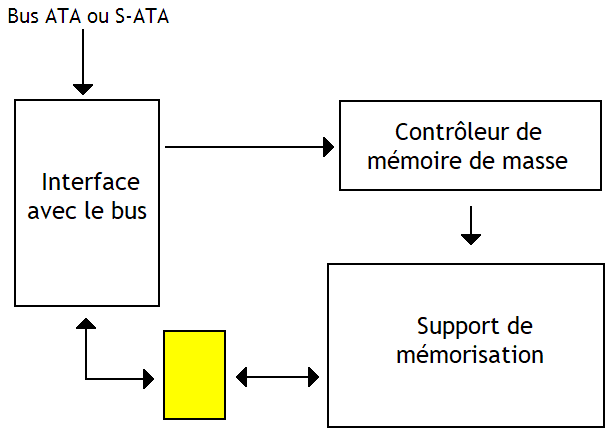 Bus ATA ou S-ATA
Interface
avec le bus
Contrôleur de
mémoire de masse
Support de
mémorisation